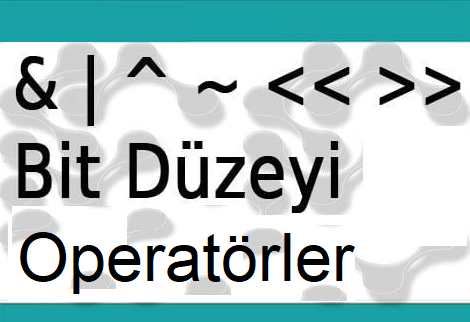 & | ^ ~ << >>
Bit Düzeyi
Operatörler